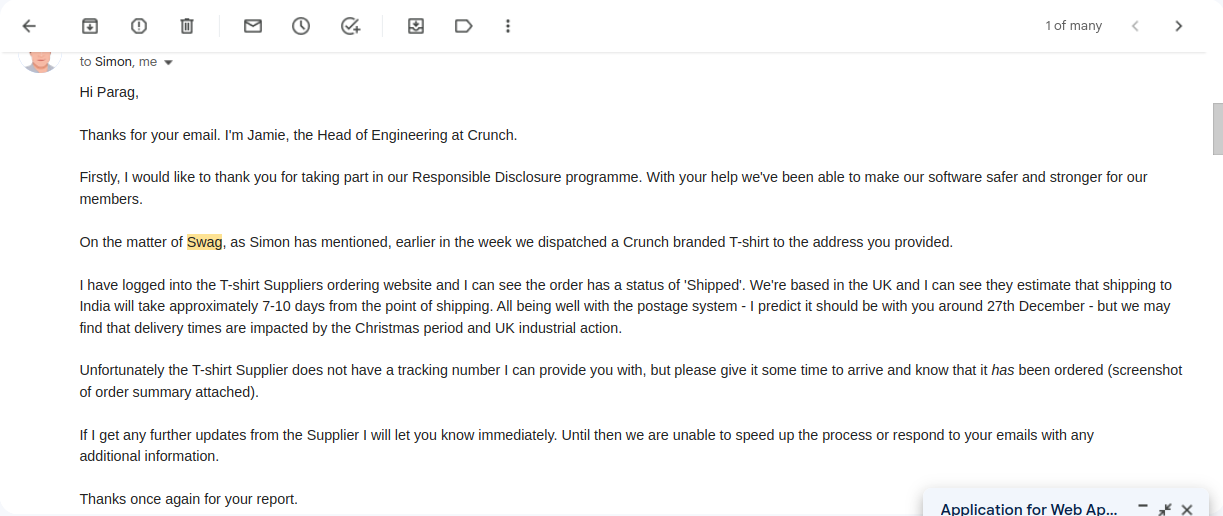 1 of many
to Simon, me
Hi Parag,
Thanks for your email. I'm Jamie, the Head of Engineering at Crunch.
Firstly, I would like to thank you for taking part in our Responsible Disclosure programme. With your help we've been able to make our software safer and stronger for our
members.
On the matter of Swag, as Simon has mentioned, earlier in the week we dispatched a Crunch branded T-shirt to the address you provided.
I have logged into the T-shirt Suppliers ordering website and I can see the order has a status of 'Shipped'. We're based in the UK and I can see they estimate that shipping to
India will take approximately 7-10 days from the point of shipping. All being well with the postage system - I predict it should be with you around 27th December - but we may
find that delivery times are impacted by the Christmas period and UK industrial action.
Unfortunately the T-shirt Supplier does not have a tracking number I can provide you with, but please give it some time to arrive and know that it has been ordered (screenshot
of order summary attached).
If I get any further updates from the Supplier I will let you know immediately. Until then we are unable to speed up the process or respond to your emails with any
additional information.
Thanks once again for your report.
Application for Web Ap...